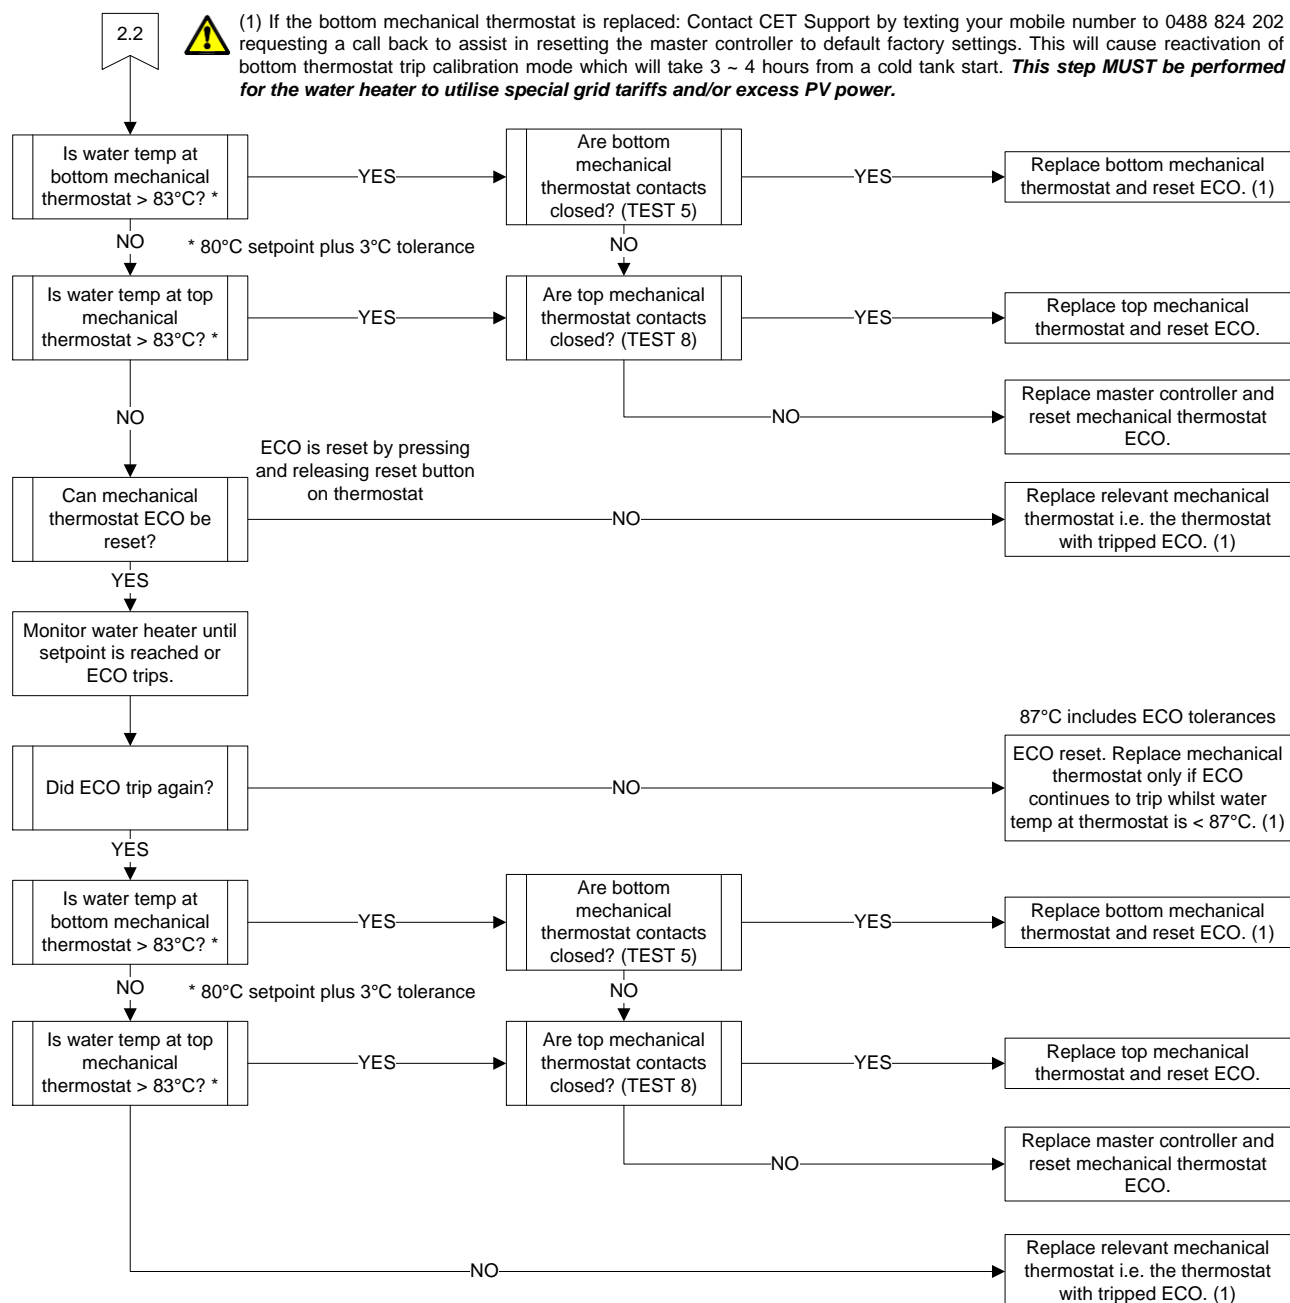 2.2
(1) If the bottom mechanical thermostat is replaced: Contact CET Support by texting your mobile number to 0488 824 202
requesting a call back to assist in resetting the master controller to default factory settings. This will cause reactivation of
bottom thermostat trip calibration mode which will take 3 ~ 4 hours from a cold tank start. This step MUST be performed
for the water heater to utilise special grid tariffs and/or excess PV power.
Is water temp at
bottom mechanical
thermostat > 83°C? *
YES
Are bottom
mechanical
thermostat contacts
closed? (TEST 5)
YES
Replace bottom mechanical
thermostat and reset ECO. (1)
NO
* 80°C setpoint plus 3°C tolerance
NO
Is water temp at top
mechanical
thermostat > 83°C? *
YES
Are top mechanical
thermostat contacts
closed? (TEST 8)
YES
Replace top mechanical
thermostat and reset ECO.
NO
NO
Replace master controller and
reset mechanical thermostat
ECO.
ECO is reset by pressing
and releasing reset button
on thermostat
Can mechanical
thermostat ECO be
reset?
NO
Replace relevant mechanical
thermostat i.e. the thermostat
with tripped ECO. (1)
YES
Monitor water heater until
setpoint is reached or
ECO trips.
87°C includes ECO tolerances
Did ECO trip again?
NO
ECO reset. Replace mechanical
thermostat only if ECO
continues to trip whilst water
temp at thermostat is < 87°C. (1)
YES
Is water temp at
bottom mechanical
thermostat > 83°C? *
YES
Are bottom
mechanical
thermostat contacts
closed? (TEST 5)
YES
Replace bottom mechanical
thermostat and reset ECO. (1)
NO
* 80°C setpoint plus 3°C tolerance
NO
Is water temp at top
mechanical
thermostat > 83°C? *
YES
Are top mechanical
thermostat contacts
closed? (TEST 8)
YES
Replace top mechanical
thermostat and reset ECO.
NO
Replace master controller and
reset mechanical thermostat
ECO.
NO
Replace relevant mechanical
thermostat i.e. the thermostat
with tripped ECO. (1)